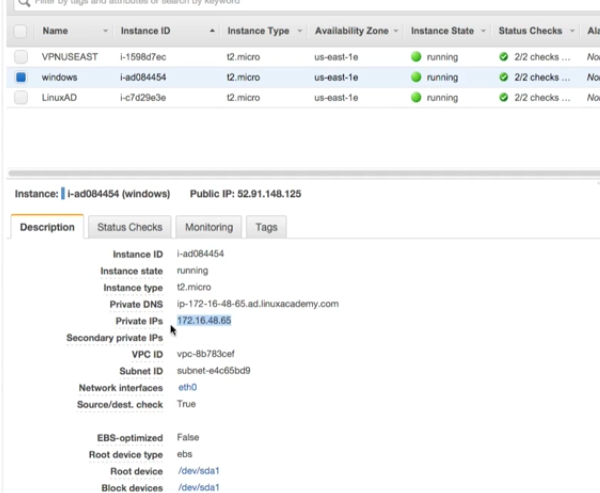 Filter by tags and attributes or search by keyword
Name Instance ID Instance Type Availability Zone Instance State Status Checks
VPNUSEAST i-1598d7ec t2.micro us-east-1e running 2/2 checks ...
windows i-ad084454 t2.micro us-east-1e running 2/2 checks ...
LinuxAD i-c7d29e3e t2.micro us-east-1e running 2/2 checks ...
Instance: i-ad084454 (windows) Public IP: 52.91.148.125
Description Status Checks Monitoring Tags
Instance ID i-ad084454
Instance state running
Instance type t2.micro
Private DNS ip-172-16-48-65.ad.linuxacademy.com
Private IPs 172.16.48.65
Secondary private IPs
VPC ID vpc-8b783cef
Subnet ID subnet-e4c65bd9
Network interfaces eth0
Source/dest. check True
EBS-optimized False
Root device type ebs
Root device /dev/sda1
Block devices /dev/sda1